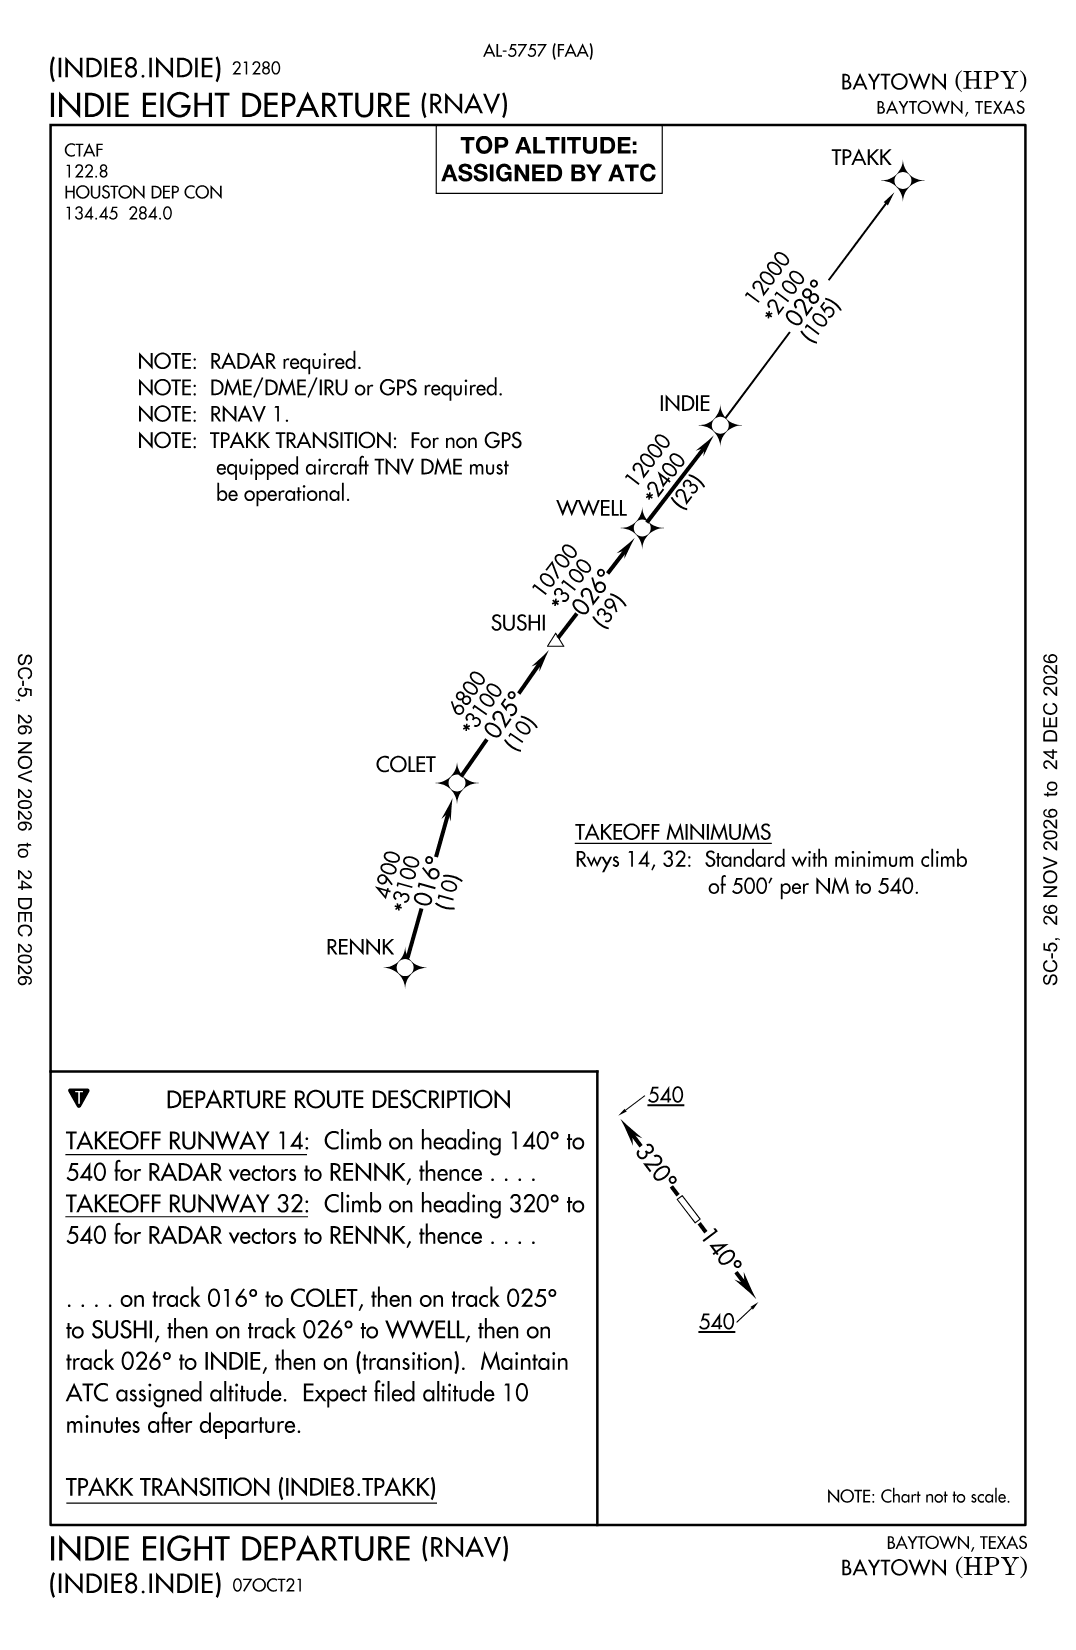 AL-5757 (FAA)
(INDIE8.INDIE) 21280
INDIE EIGHT DEPARTURE (RNAV)
BAYTOWN (HPY)
BAYTOWN, TEXAS
TOP ALTITUDE:
ASSIGNED BY ATC
CTAF
122.8
HOUSTON DEP CON
134.45 284.0
TPAKK
12000
*2100
028°
(105)
NOTE: RADAR required.
NOTE: DME/DME/IRU or GPS required.
NOTE: RNAV 1.
NOTE: TPAKK TRANSITION: For non GPS
equipped aircraft TNV DME must
be operational.
INDIE
12000
*2400
(23)
WWELL
10700
*3100
026°
(39)
SUSHI
6800
*3100
025°
(10)
COLET
4900
*3100
016°
(10)
RENNK
TAKEOFF MINIMUMS
Rwys 14, 32: Standard with minimum climb
of 500’ per NM to 540.
SC-5, 26 NOV 2026 to 24 DEC 2026
SC-5, 26 NOV 2026 to 24 DEC 2026
T
DEPARTURE ROUTE DESCRIPTION
TAKEOFF RUNWAY 14: Climb on heading 140° to
540 for RADAR vectors to RENNK, thence . . . .
TAKEOFF RUNWAY 32: Climb on heading 320° to
540 for RADAR vectors to RENNK, thence . . . .
. . . . on track 016° to COLET, then on track 025°
to SUSHI, then on track 026° to WWELL, then on
track 026° to INDIE, then on (transition). Maintain
ATC assigned altitude. Expect filed altitude 10
minutes after departure.
TPAKK TRANSITION (INDIE8.TPAKK)
540
320°
140°
540
NOTE: Chart not to scale.
INDIE EIGHT DEPARTURE (RNAV)
(INDIE8.INDIE) 07OCT21
BAYTOWN, TEXAS
BAYTOWN (HPY)